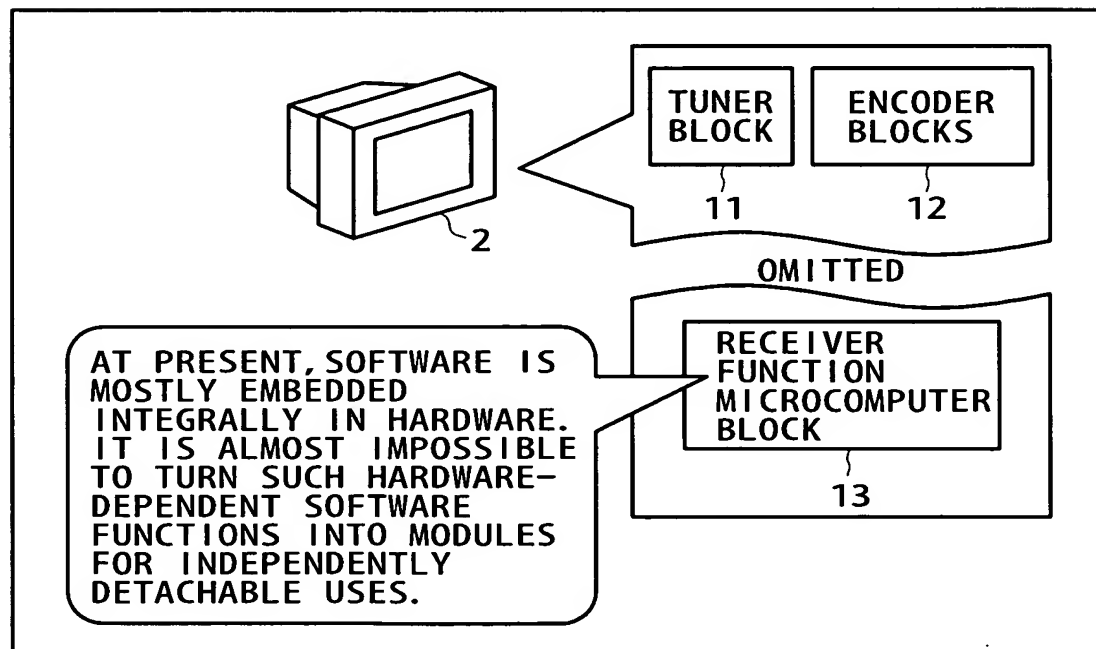 TUNER
BLOCK
ENCODER
BLOCKS
11
12
2
OMITTED
RECEIVER
FUNCTION
MICROCOMPUTER
BLOCK
13
AT PRESENT, SOFTWARE IS
MOSTLY EMBEDDED
INTEGRALLY IN HARDWARE.
IT IS ALMOST IMPOSSIBLE
TO TURN SUCH HARDWARE-
DEPENDENT SOFTWARE
FUNCTIONS INTO MODULES
FOR INDEPENDENTLY
DETACHABLE USES.